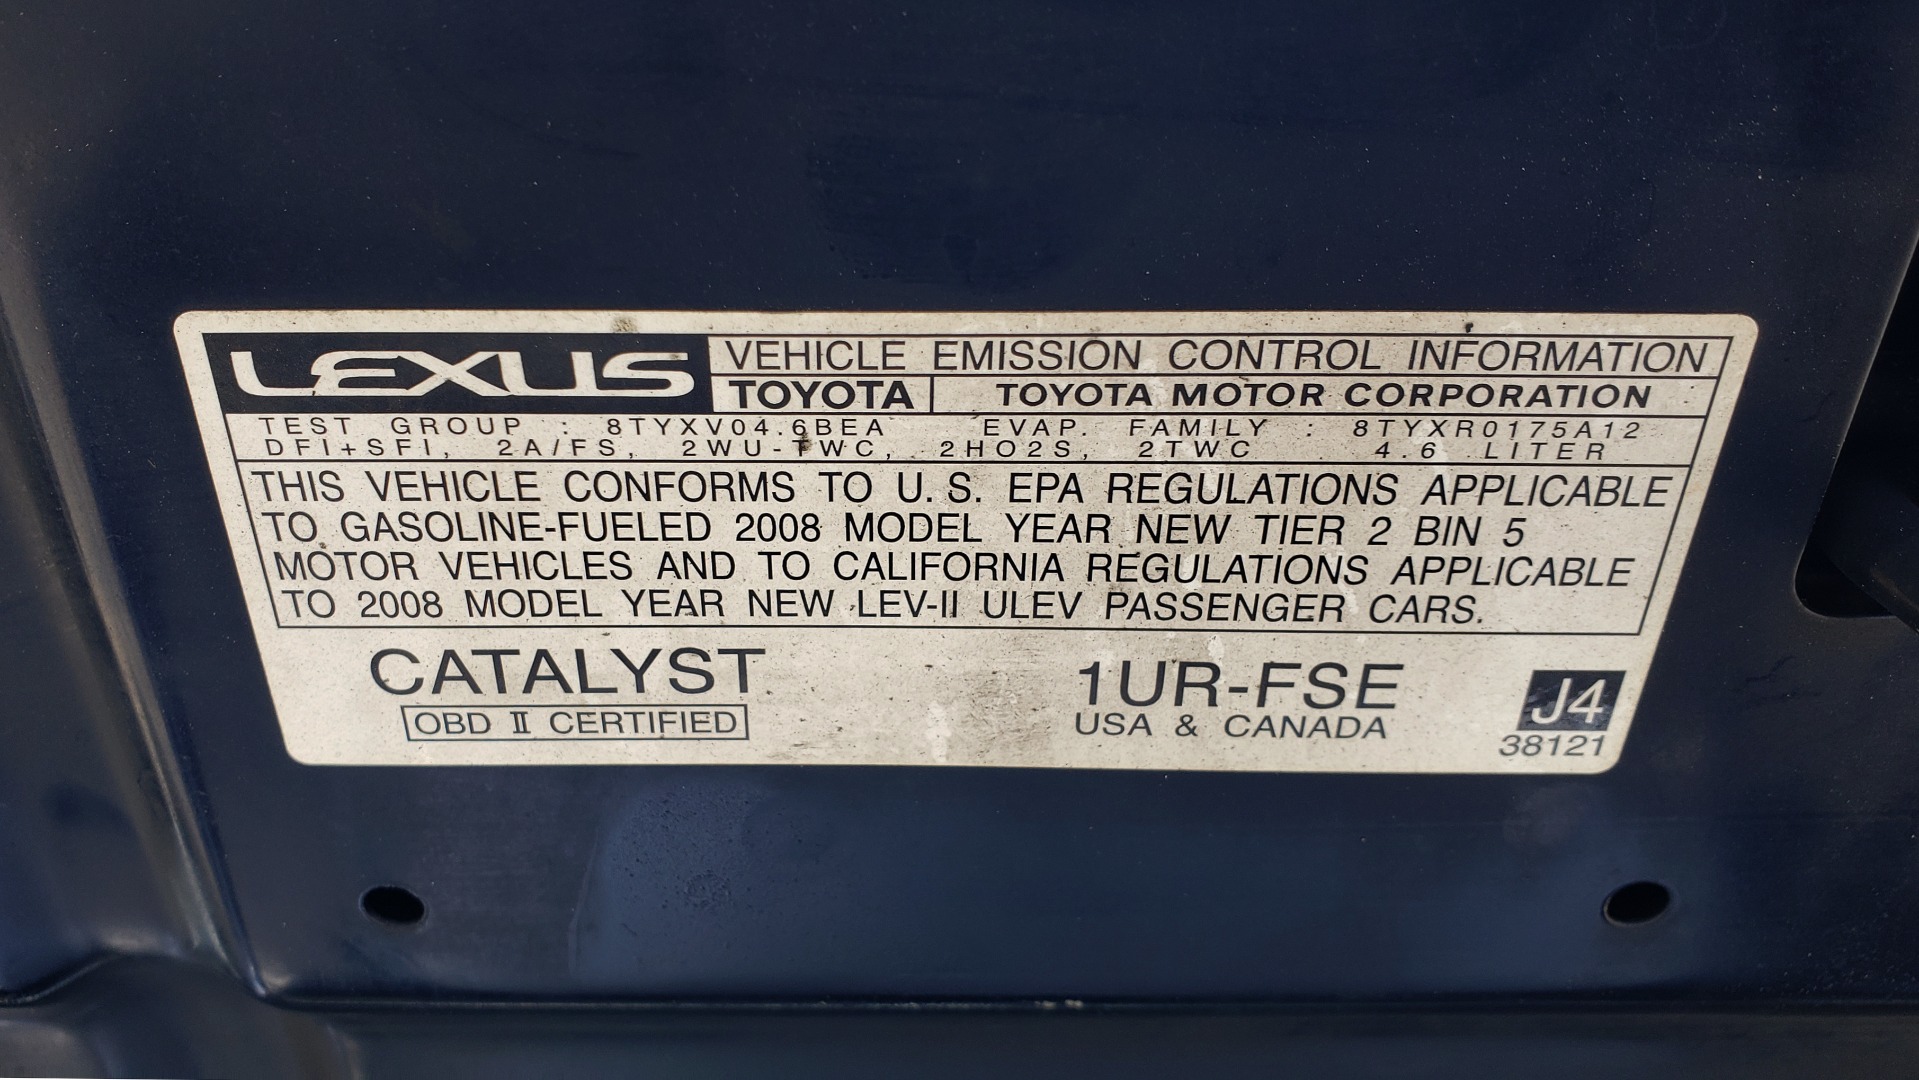 LEXUS VEHICLE EMISSION CONTROL INFORMATION
TOYOTA TOYOTA MOTOR CORPORATION
TEST GROUP : 8TYXV04.6BEA EVAP. FAMILY : 8TYXR0175A12
DFI+SFI, 2A/FS, 2WU-TWC, 2HO2S, 2TWC 4.6 LITER
THIS VEHICLE CONFORMS TO U.S. EPA REGULATIONS APPLICABLE
TO GASOLINE-FUELED 2008 MODEL YEAR NEW TIER 2 BIN 5
MOTOR VEHICLES AND TO CALIFORNIA REGULATIONS APPLICABLE
TO 2008 MODEL YEAR NEW LEV-II ULEV PASSENGER CARS.
CATALYST 1UR-FSE J4
OBD II CERTIFIED USA & CANADA 38121